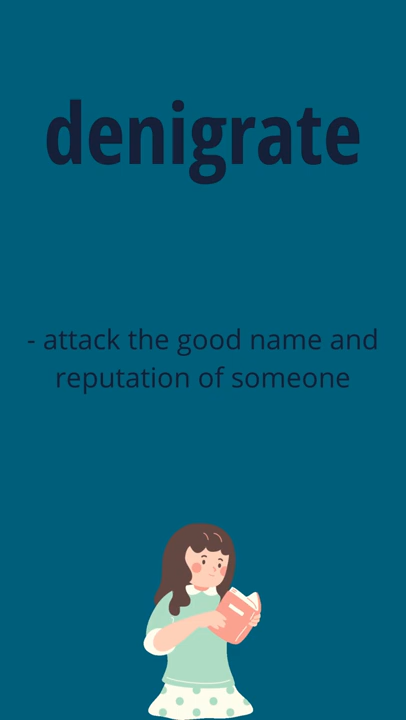 denigrate
- attack the good name and
reputation of someone